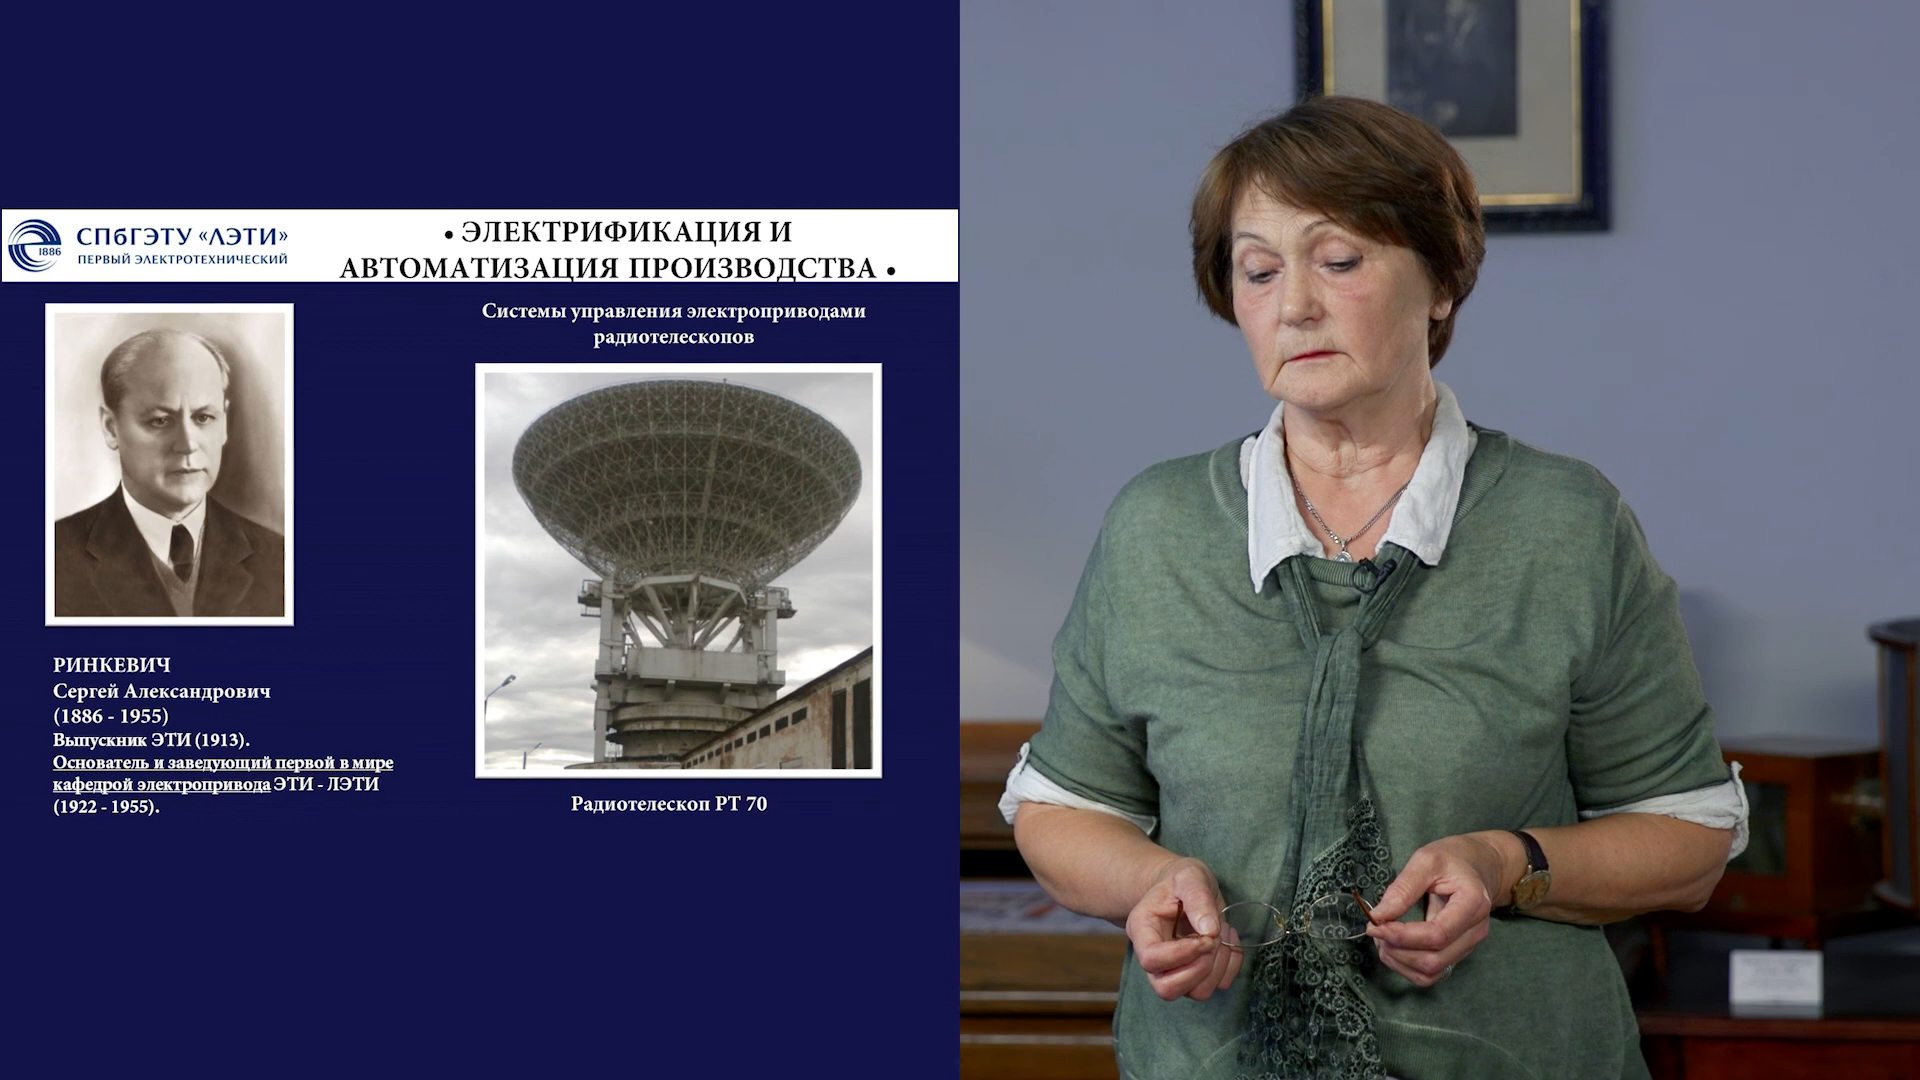 СПбГЭТУ «ЛЭТИ»
ПЕРВЫЙ ЭЛЕКТРОТЕХНИЧЕСКИЙ
1886
• ЭЛЕКТРИФИКАЦИЯ И
АВТОМАТИЗАЦИЯ ПРОИЗВОДСТВА •
Системы управления электроприводами
радиотелескопов
РИНКЕВИЧ
Сергей Александрович
(1886 - 1955)
Выпускник ЭТИ (1913).
Основатель и заведующий первой в мире
кафедрой электропривода ЭТИ - ЛЭТИ
(1922 - 1955).
Радиотелескоп РТ 70